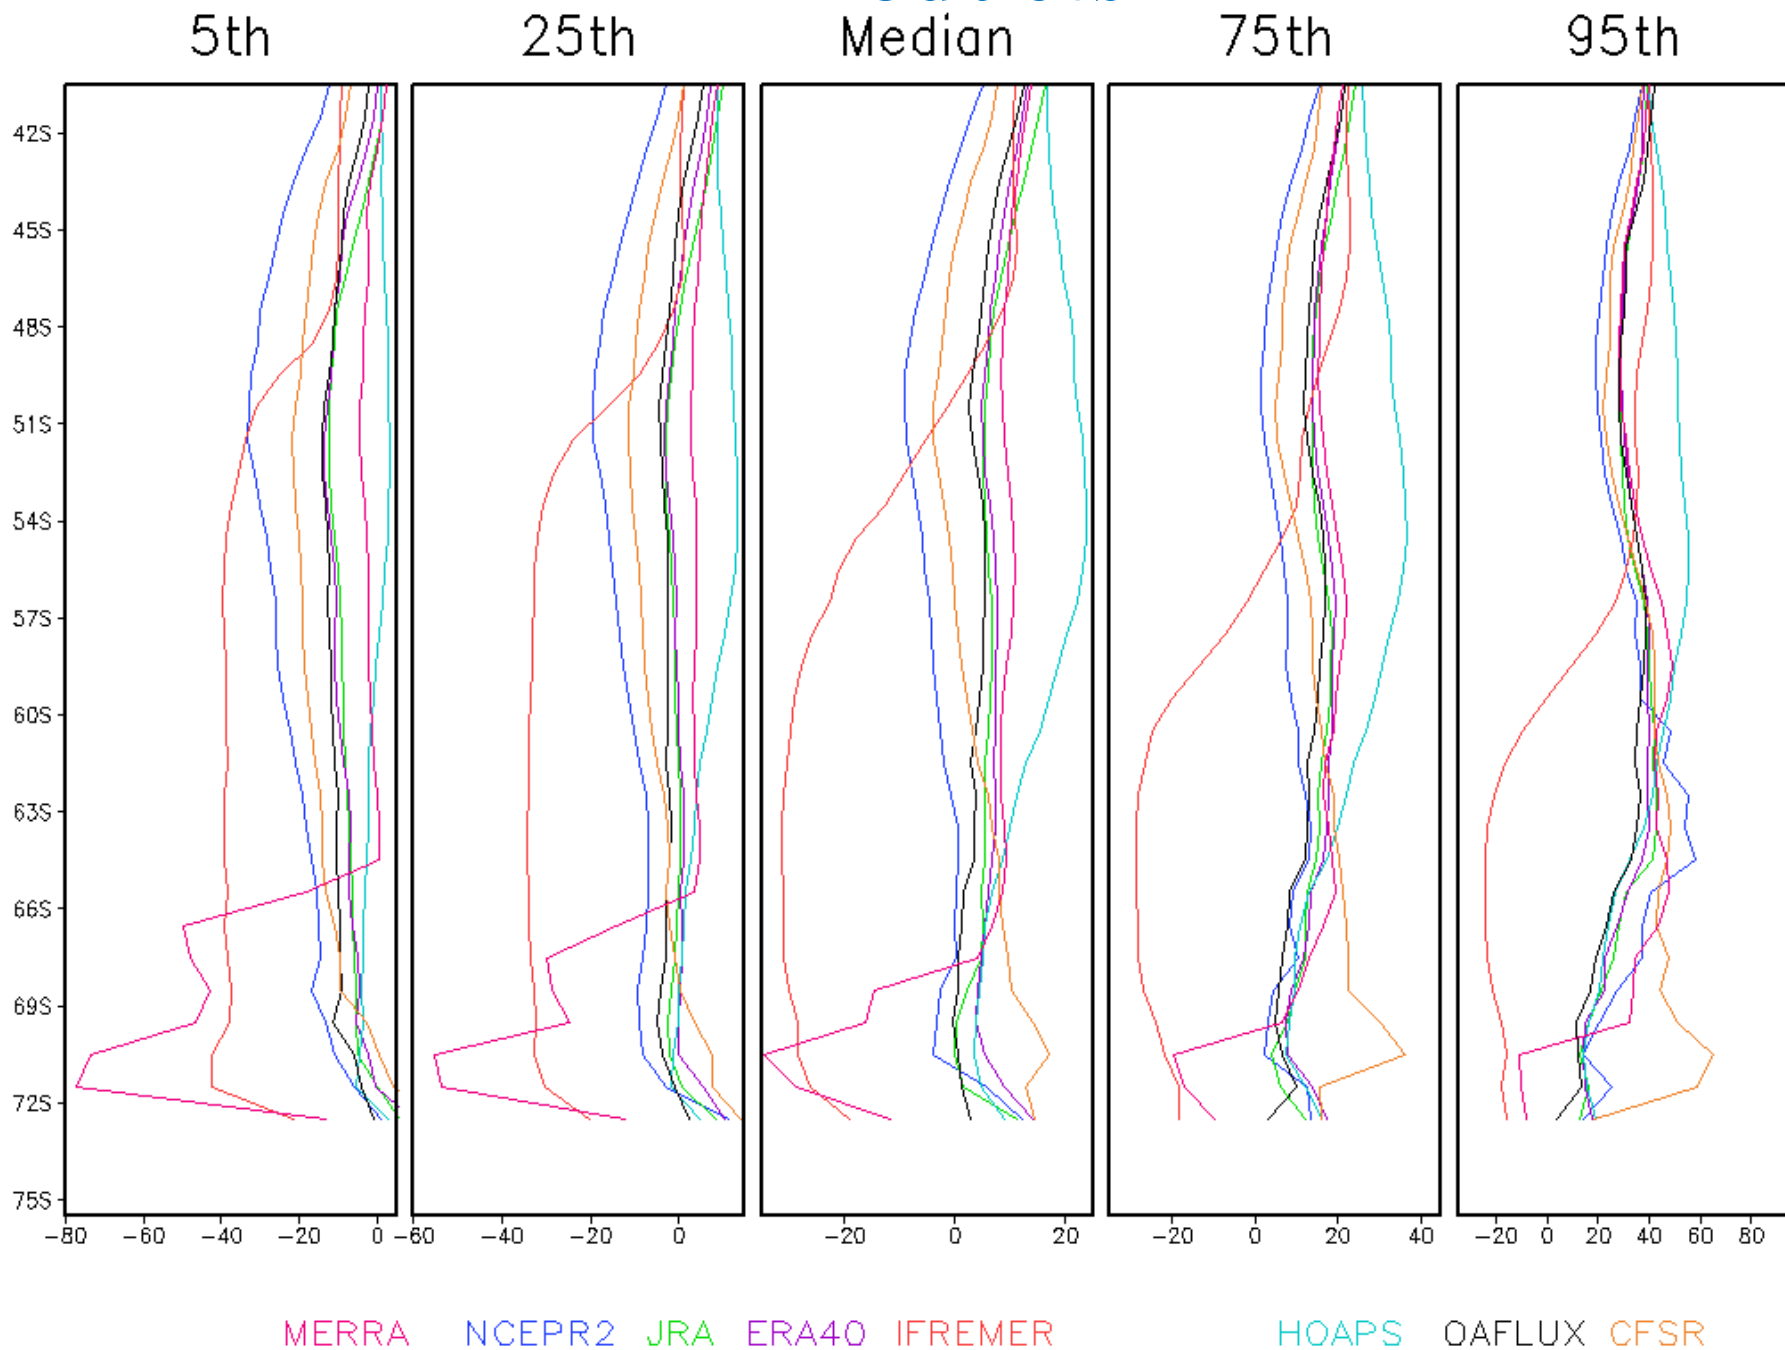 5th 25th Median 75th 95th
42S
45S
48S
51S
54S
57S
60S
63S
66S
69S
72S
75S
-80 -60 -40 -20 0 -60 -40 -20 0 -20 0 20 -20 0 20 40 -20 0 20 40 60 80
MERRA NCEPR2 JRA ERA40 IFREMER HOAPS OAFLUX CFSR